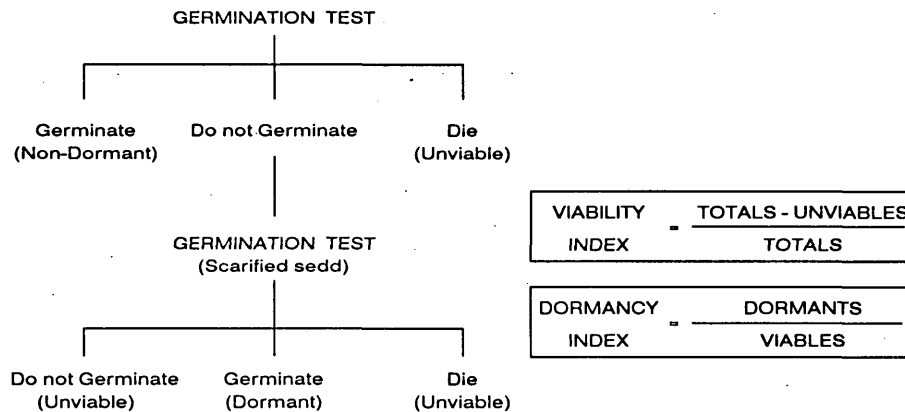 GERMINATION TEST
Germinate Do not Germinate Die
(Non-Dormant) (Unviable)
GERMINATION TEST
(Scarified sedd)
Do not Germinate Germinate Die
(Unviable) (Dormant) (Unviable)
VIABILITY INDEX = TOTALS - UNVIABLES
TOTALS
DORMANCY INDEX = DORMANTS
VIABLES